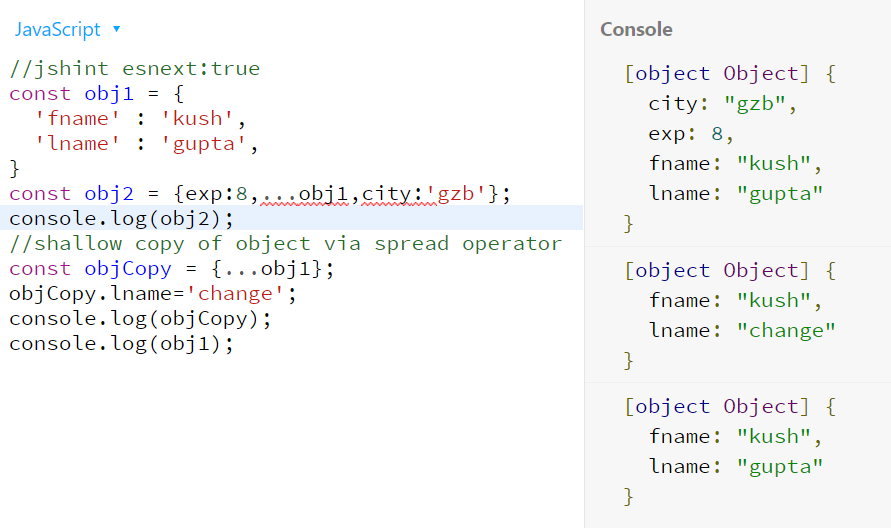 JavaScript ▾
Console
//jshint esnext:true
const obj1 = {
  'fname' : 'kush',
  'lname' : 'gupta',
}
const obj2 = {exp:8,...obj1,city:'gzb'};
console.log(obj2);
//shallow copy of object via spread operator
const objCopy = {...obj1};
objCopy.lname='change';
console.log(objCopy);
console.log(obj1);
[object Object] {
  city: "gzb",
  exp: 8,
  fname: "kush",
  lname: "gupta"
}
[object Object] {
  fname: "kush",
  lname: "change"
}
[object Object] {
  fname: "kush",
  lname: "gupta"
}